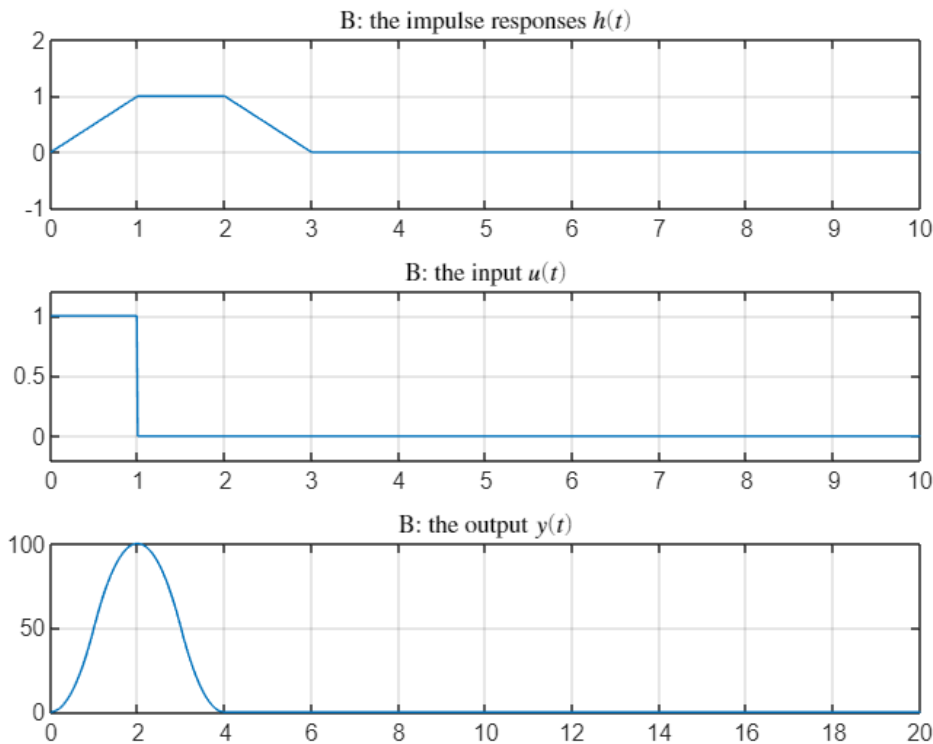 B: the impulse responses h(t)
2
1
0
-1
0 1 2 3 4 5 6 7 8 9 10
B: the input u(t)
1
0.5
0
0 1 2 3 4 5 6 7 8 9 10
B: the output y(t)
100
50
0
0 2 4 6 8 10 12 14 16 18 20